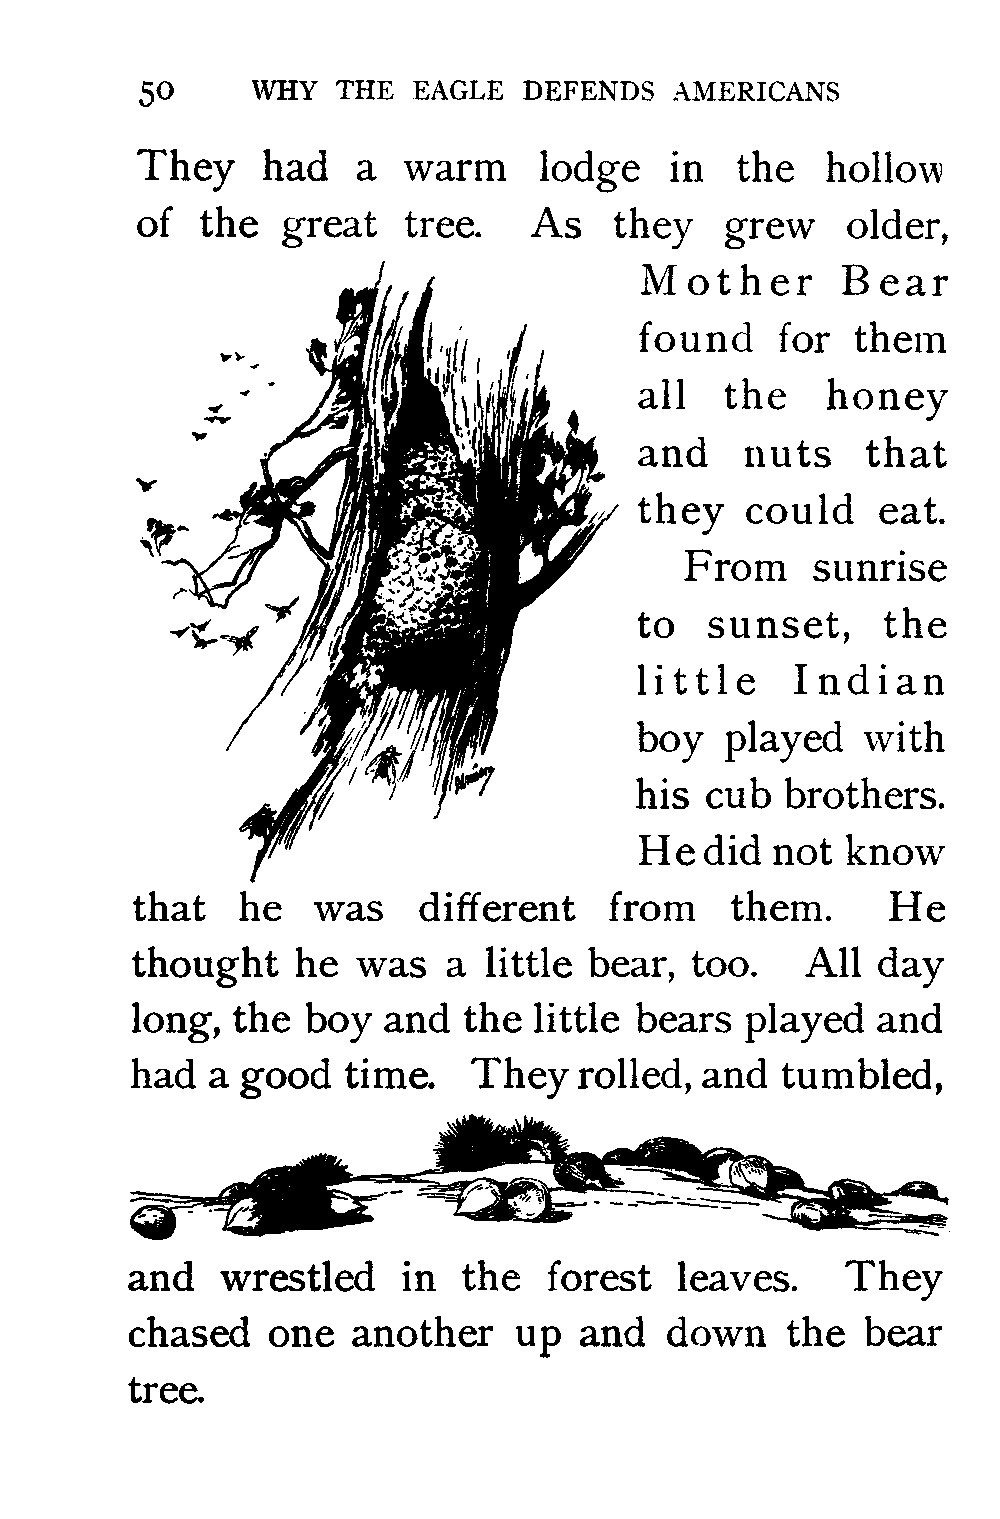 50 WHY THE EAGLE DEFENDS AMERICANS
They had a warm lodge in the hollow
of the great tree. As they grew older,
Mother Bear
found for them
all the honey
and nuts that
they could eat.
From sunrise
to sunset, the
little Indian
boy played with
his cub brothers.
He did not know
that he was different from them. He
thought he was a little bear, too. All day
long, the boy and the little bears played and
had a good time. They rolled, and tumbled,
and wrestled in the forest leaves. They
chased one another up and down the bear
tree.